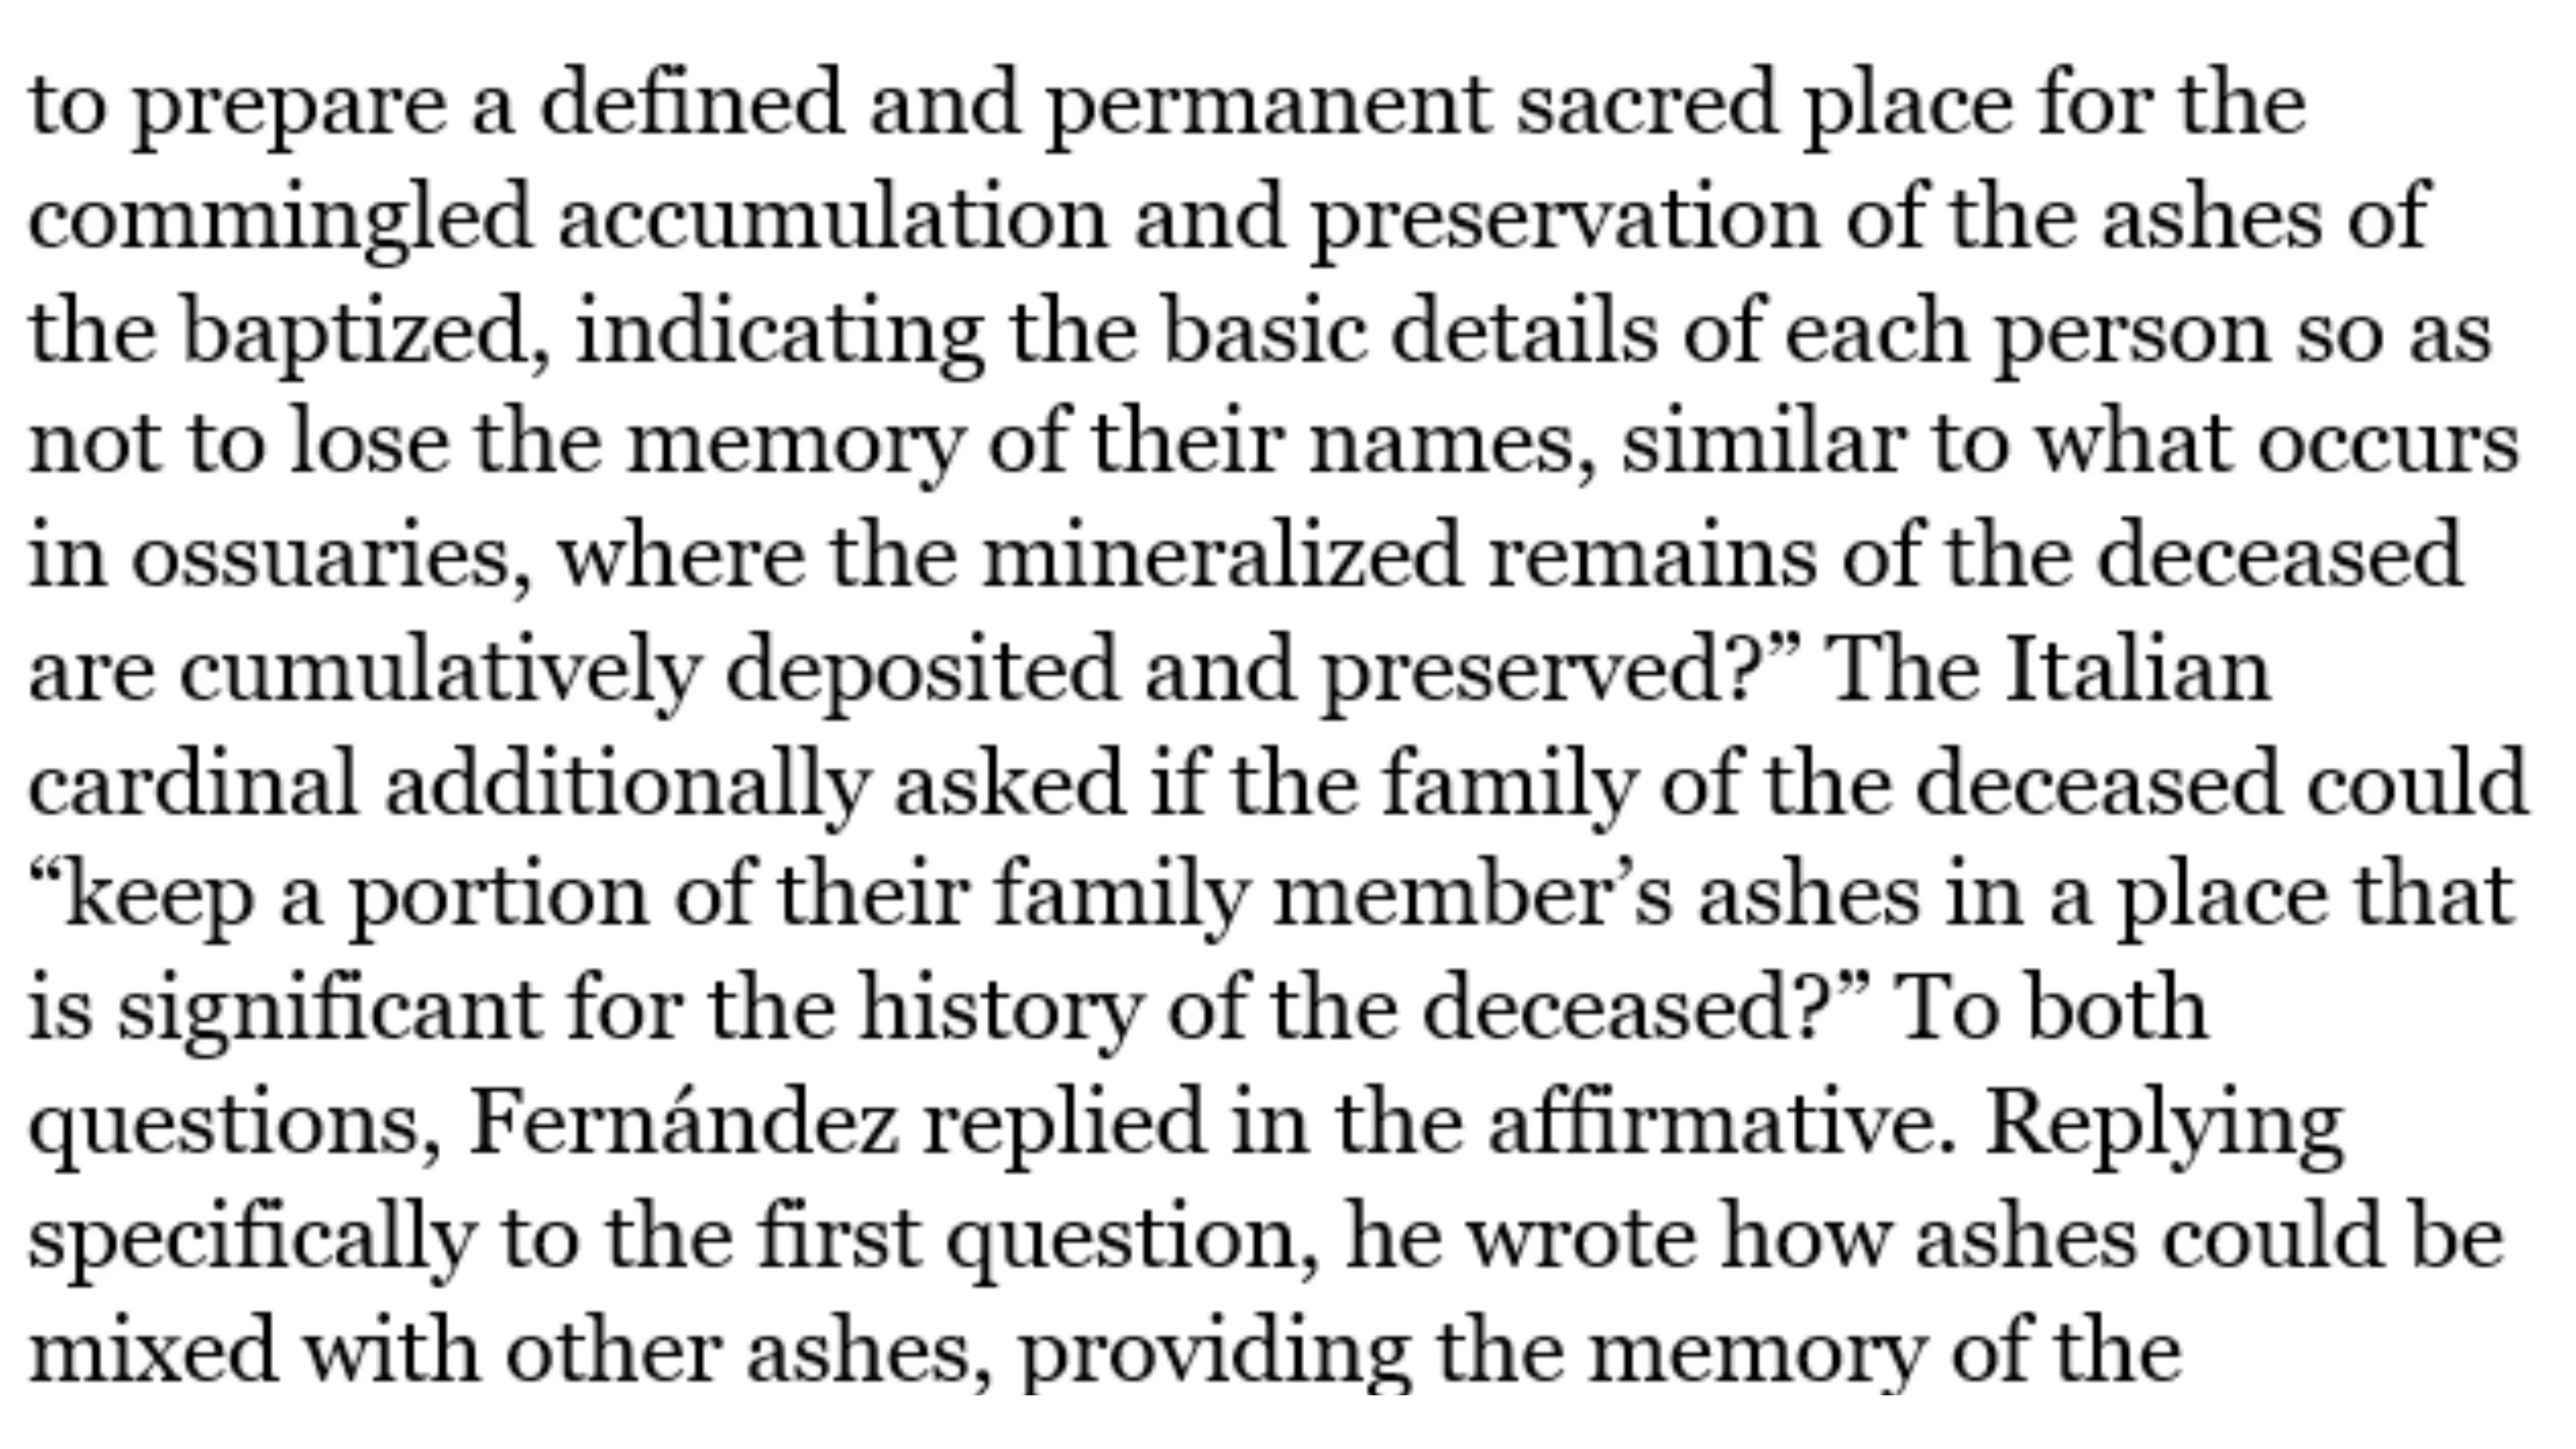 to prepare a defined and permanent sacred place for the
commingled accumulation and preservation of the ashes of
the baptized, indicating the basic details of each person so as
not to lose the memory of their names, similar to what occurs
in ossuaries, where the mineralized remains of the deceased
are cumulatively deposited and preserved?” The Italian
cardinal additionally asked if the family of the deceased could
“keep a portion of their family member’s ashes in a place that
is significant for the history of the deceased?” To both
questions, Fernández replied in the affirmative. Replying
specifically to the first question, he wrote how ashes could be
mixed with other ashes, providing the memory of the